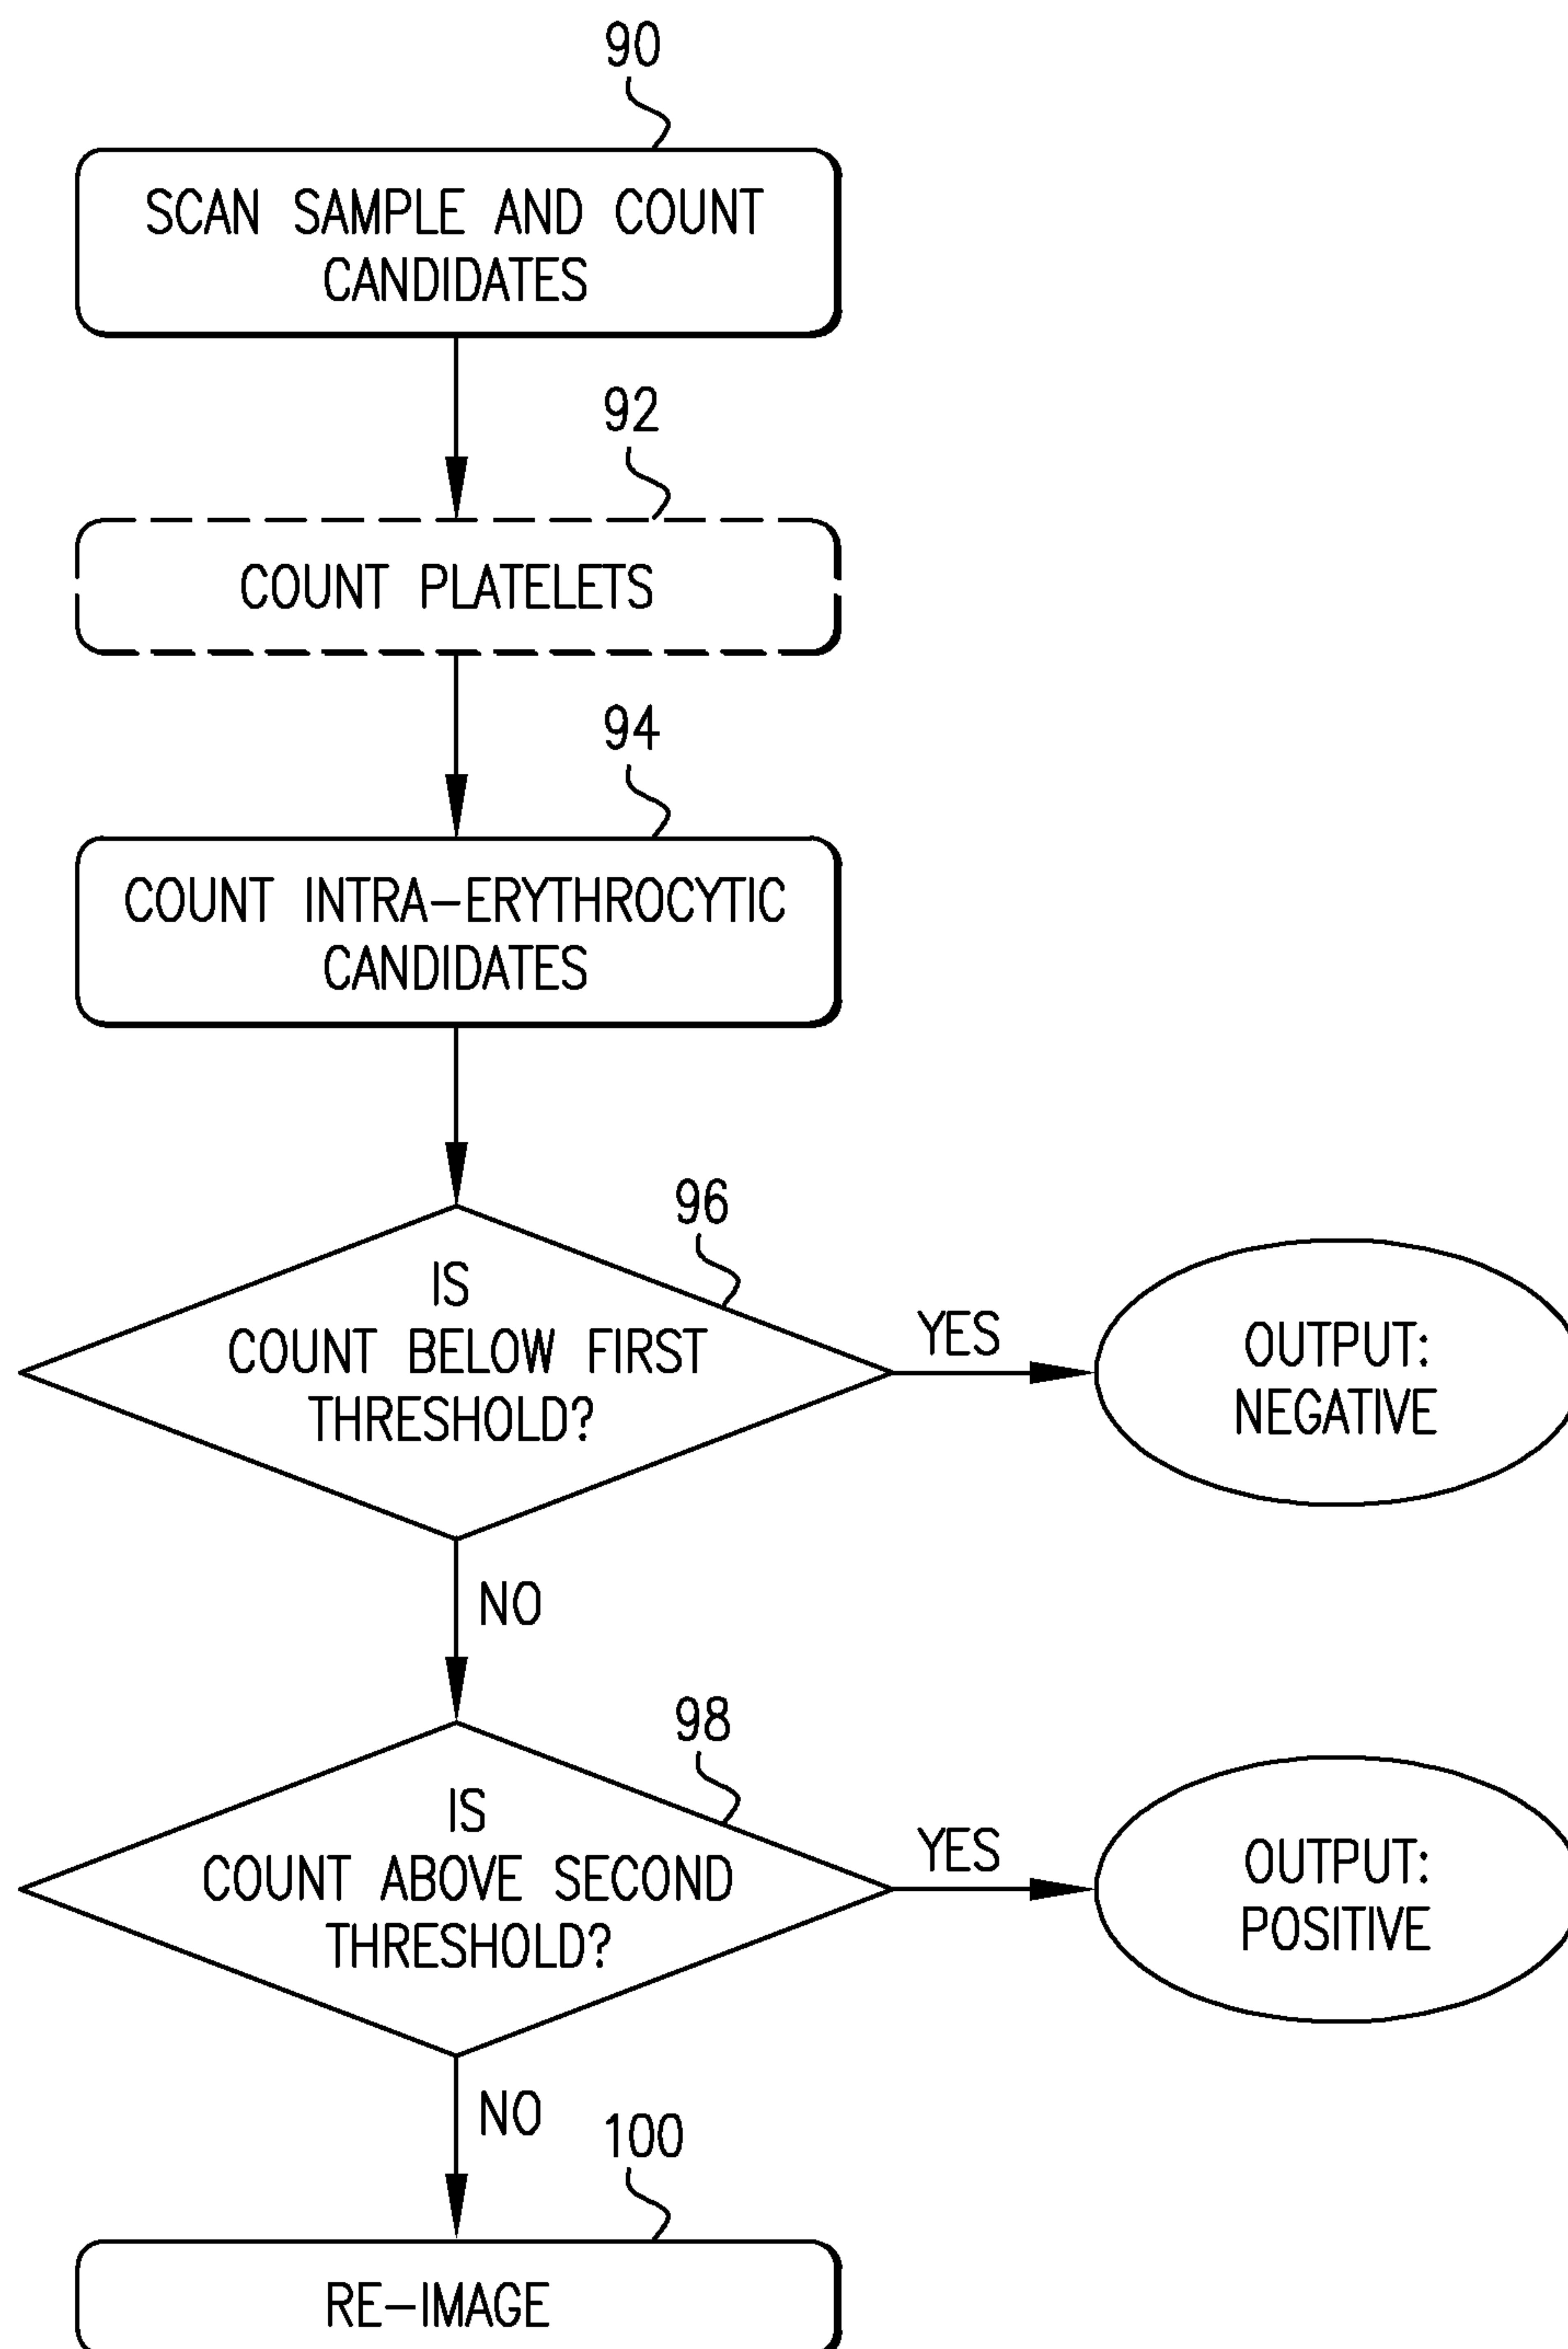 90
SCAN SAMPLE AND COUNT
CANDIDATES
92
COUNT PLATELETS
94
COUNT INTRA-ERYTHROCYTIC
CANDIDATES
96
IS
COUNT BELOW FIRST
THRESHOLD?
YES
OUTPUT:
NEGATIVE
NO
98
IS
COUNT ABOVE SECOND
THRESHOLD?
YES
OUTPUT:
POSITIVE
NO
100
RE-IMAGE